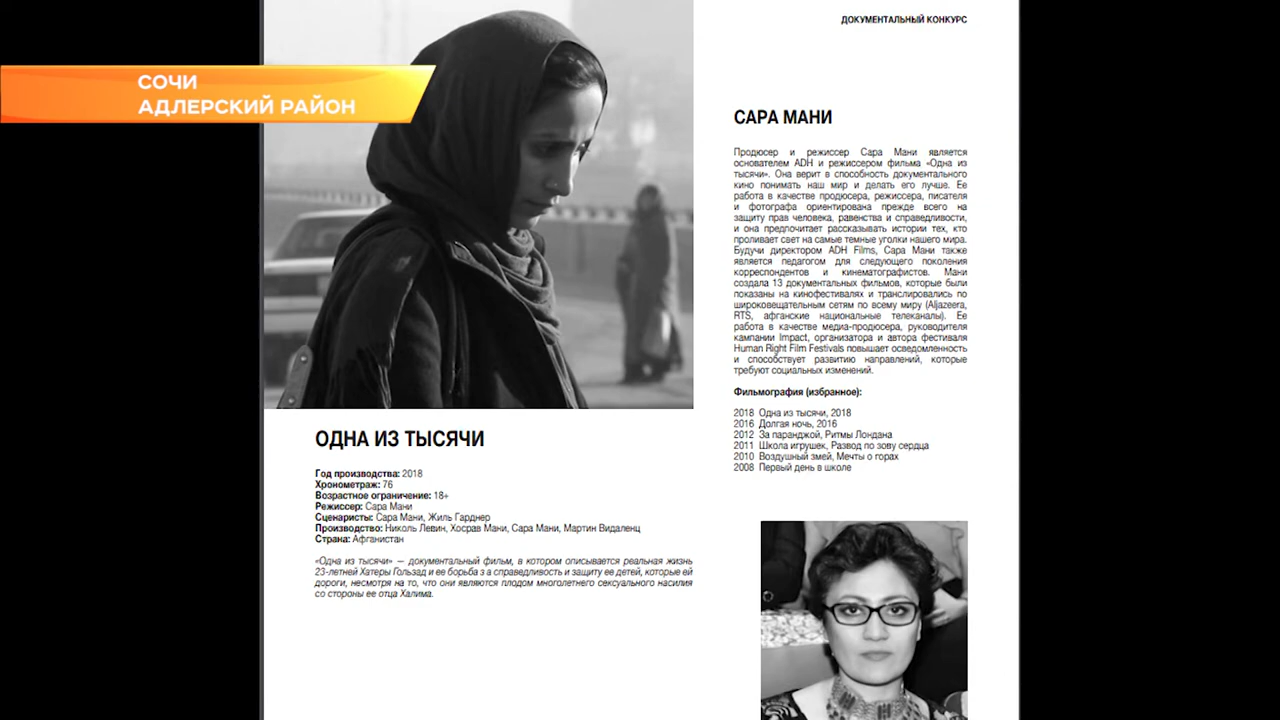 ДОКУМЕНТАЛЬНЫЙ КОНКУРС
СОЧИ
АДЛЕРСКИЙ РАЙОН
САРА МАНИ
Продюсер и режиссер Сара Мани является
основателем ADH и режиссером фильма «Одна из
тысячи». Она верит в способность документального
кино понимать наш мир и делать его лучше. Ее
работа в качестве продюсера, режиссера, писателя
и фотографа ориентирована прежде всего на
защиту прав человека, равенства и справедливости,
и она предпочитает рассказывать истории тех, кто
проливает свет на самые темные уголки нашего мира.
Будучи директором ADH Films, Сара Мани также
является педагогом для следующего поколения
корреспондентов и кинематографистов. Мани
создала 13 документальных фильмов, которые были
показаны на кинофестивалях и транслировались по
широковещательным сетям по всему миру (Aljazeera,
RTS, афганские национальные телеканалы). Ее
работа в качестве медиа-продюсера, руководителя
кампании Impact, организатора и автора фестиваля
Human Right Film Festivals повышает осведомленность
и способствует развитию направлений, которые
требуют социальных изменений.
Фильмография (избранное):
2018 Одна из тысячи, 2018
2016 Долгая ночь, 2016
2012 За паранджой, Ритмы Лондана
2011 Школа игрушек, Развод по зову сердца
2010 Воздушный змей, Мечты о горах
2008 Первый день в школе
ОДНА ИЗ ТЫСЯЧИ
Год производства: 2018
Хронометраж: 76
Возрастное ограничение: 18+
Режиссер: Сара Мани
Сценаристы: Сара Мани, Жиль Гарднер
Производство: Николь Левин, Хосрав Мани, Сара Мани, Мартин Видаленц
Страна: Афганистан
«Одна из тысячи» — документальный фильм, в котором описывается реальная жизнь
23-летней Хатеры Гользад и ее борьба з а справедливость и защиту ее детей, которые ей
дороги, несмотря на то, что они являются плодом многолетнего сексуального насилия
со стороны ее отца Халима.